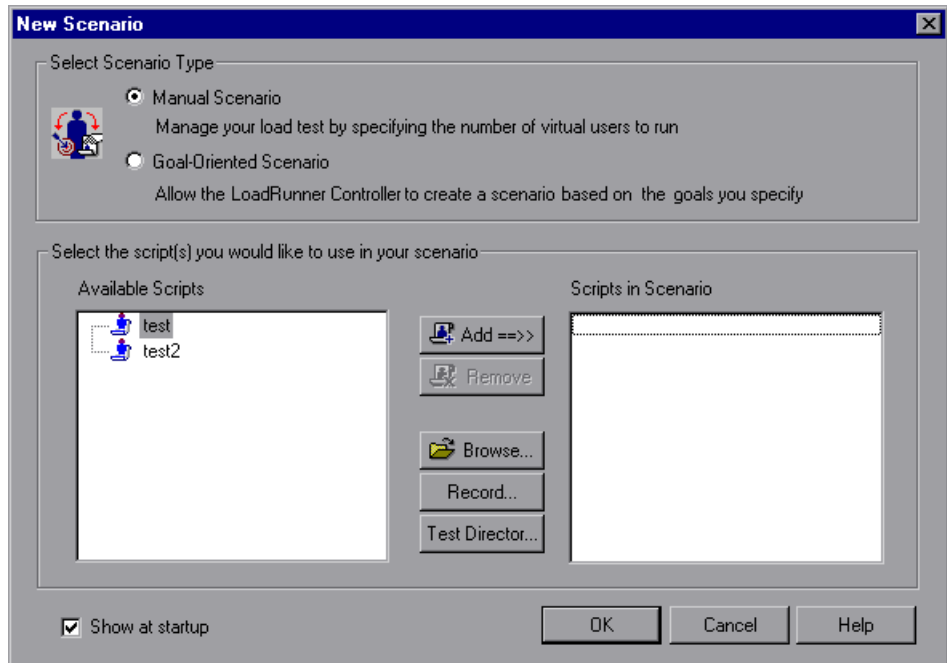 New Scenario
Select Scenario Type
Manual Scenario
Manage your load test by specifying the number of virtual users to run
Goal-Oriented Scenario
Allow the LoadRunner Controller to create a scenario based on the goals you specify
Select the script(s) you would like to use in your scenario
Available Scripts
Scripts in Scenario
test
test2
Add ==>>
Remove
Browse...
Record...
Test Director...
Show at startup
OK
Cancel
Help